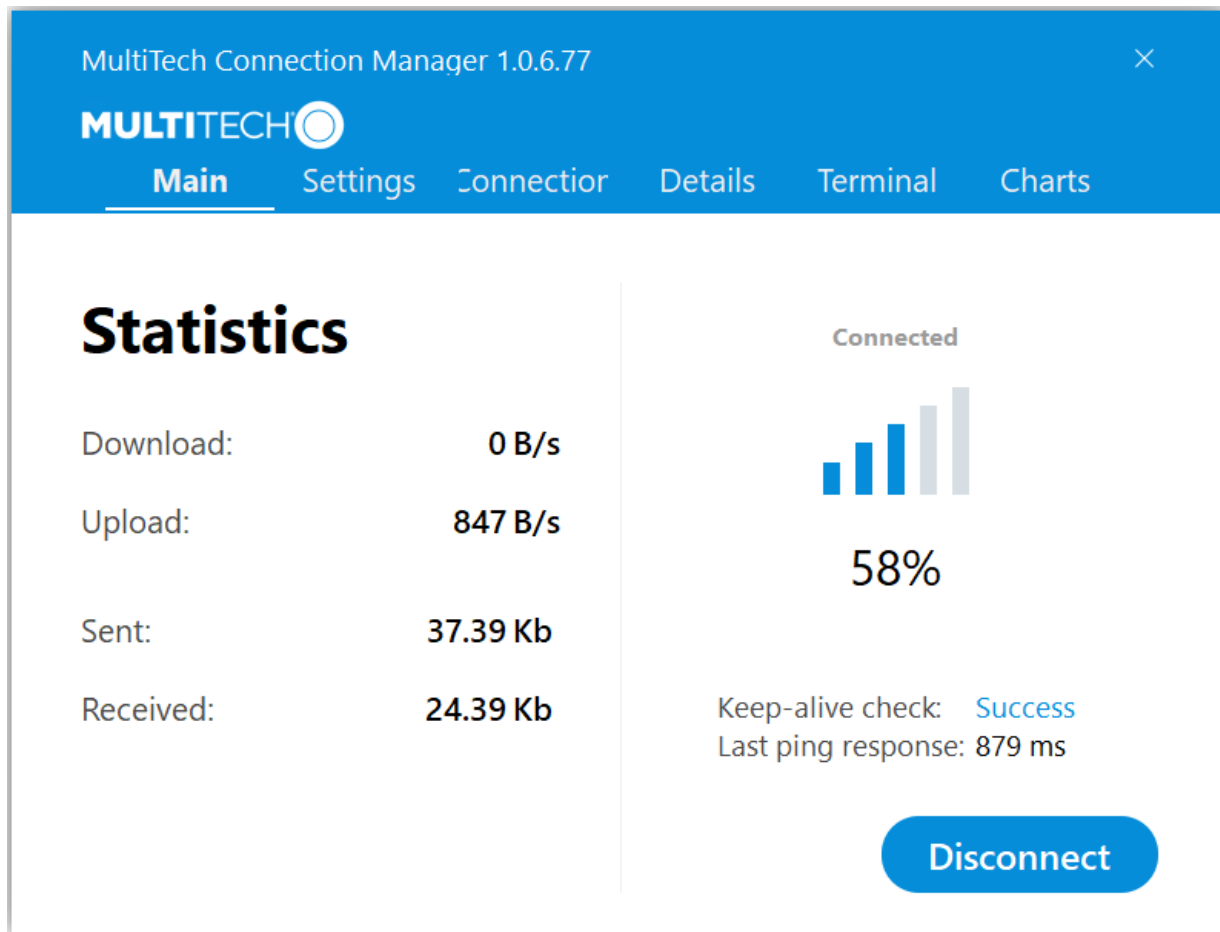 MultiTech Connection Manager 1.0.6.77
MULTITECH
Main Settings Connection Details Terminal Charts
Statistics
Download: 0 B/s
Upload: 847 B/s
Sent: 37.39 Kb
Received: 24.39 Kb
Connected
58%
Keep-alive check: Success
Last ping response: 879 ms
Disconnect